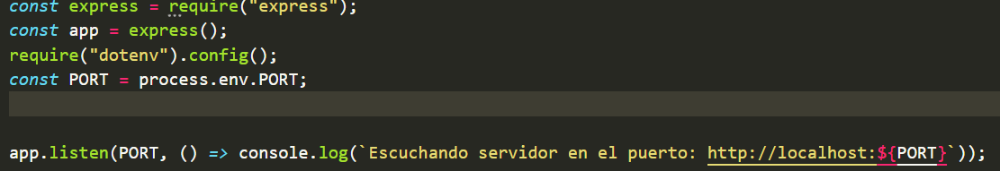 const express = require("express");
const app = express();
require("dotenv").config();
const PORT = process.env.PORT;
app.listen(PORT, () => console.log(`Escuchando servidor en el puerto: http://localhost:${PORT}`));